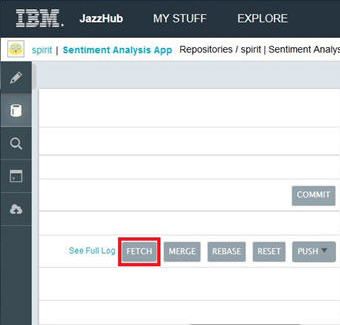 IBM. JazzHub MY STUFF EXPLORE
spirit | Sentiment Analysis App Repositories / spirit | Sentiment Analys
COMMIT
See Full Log FETCH MERGE REBASE RESET PUSH